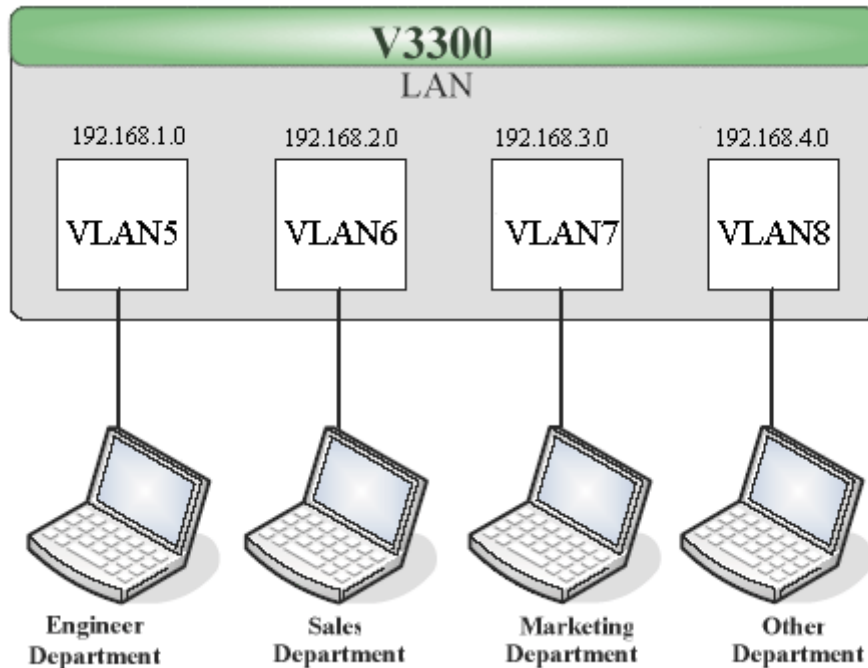 V3300
LAN
192.168.1.0
192.168.2.0
192.168.3.0
192.168.4.0
VLAN5
VLAN6
VLAN7
VLAN8
Engineer
Department
Sales
Department
Marketing
Department
Other
Department